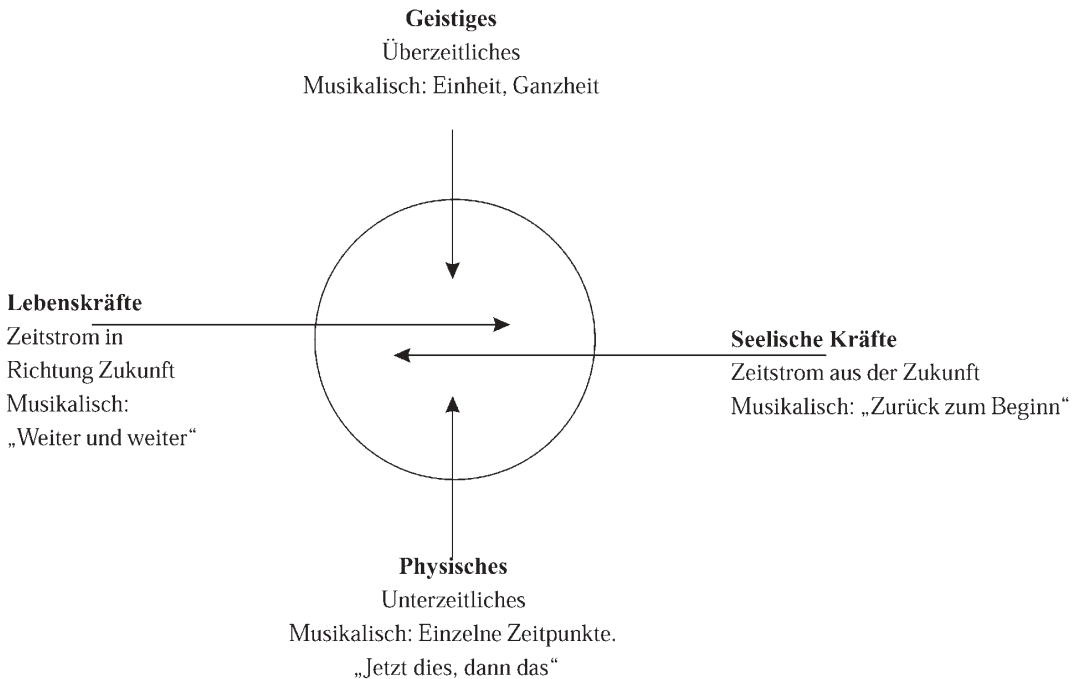 Geistiges
Überzeitliches
Musikalisch: Einheit, Ganzheit
Lebenskräfte
Zeitstrom in
Richtung Zukunft
Musikalisch:
„Weiter und weiter“
Seelische Kräfte
Zeitstrom aus der Zukunft
Musikalisch: „Zurück zum Beginn“
Physisches
Unterzeitliches
Musikalisch: Einzelne Zeitpunkte.
„Jetzt dies, dann das“